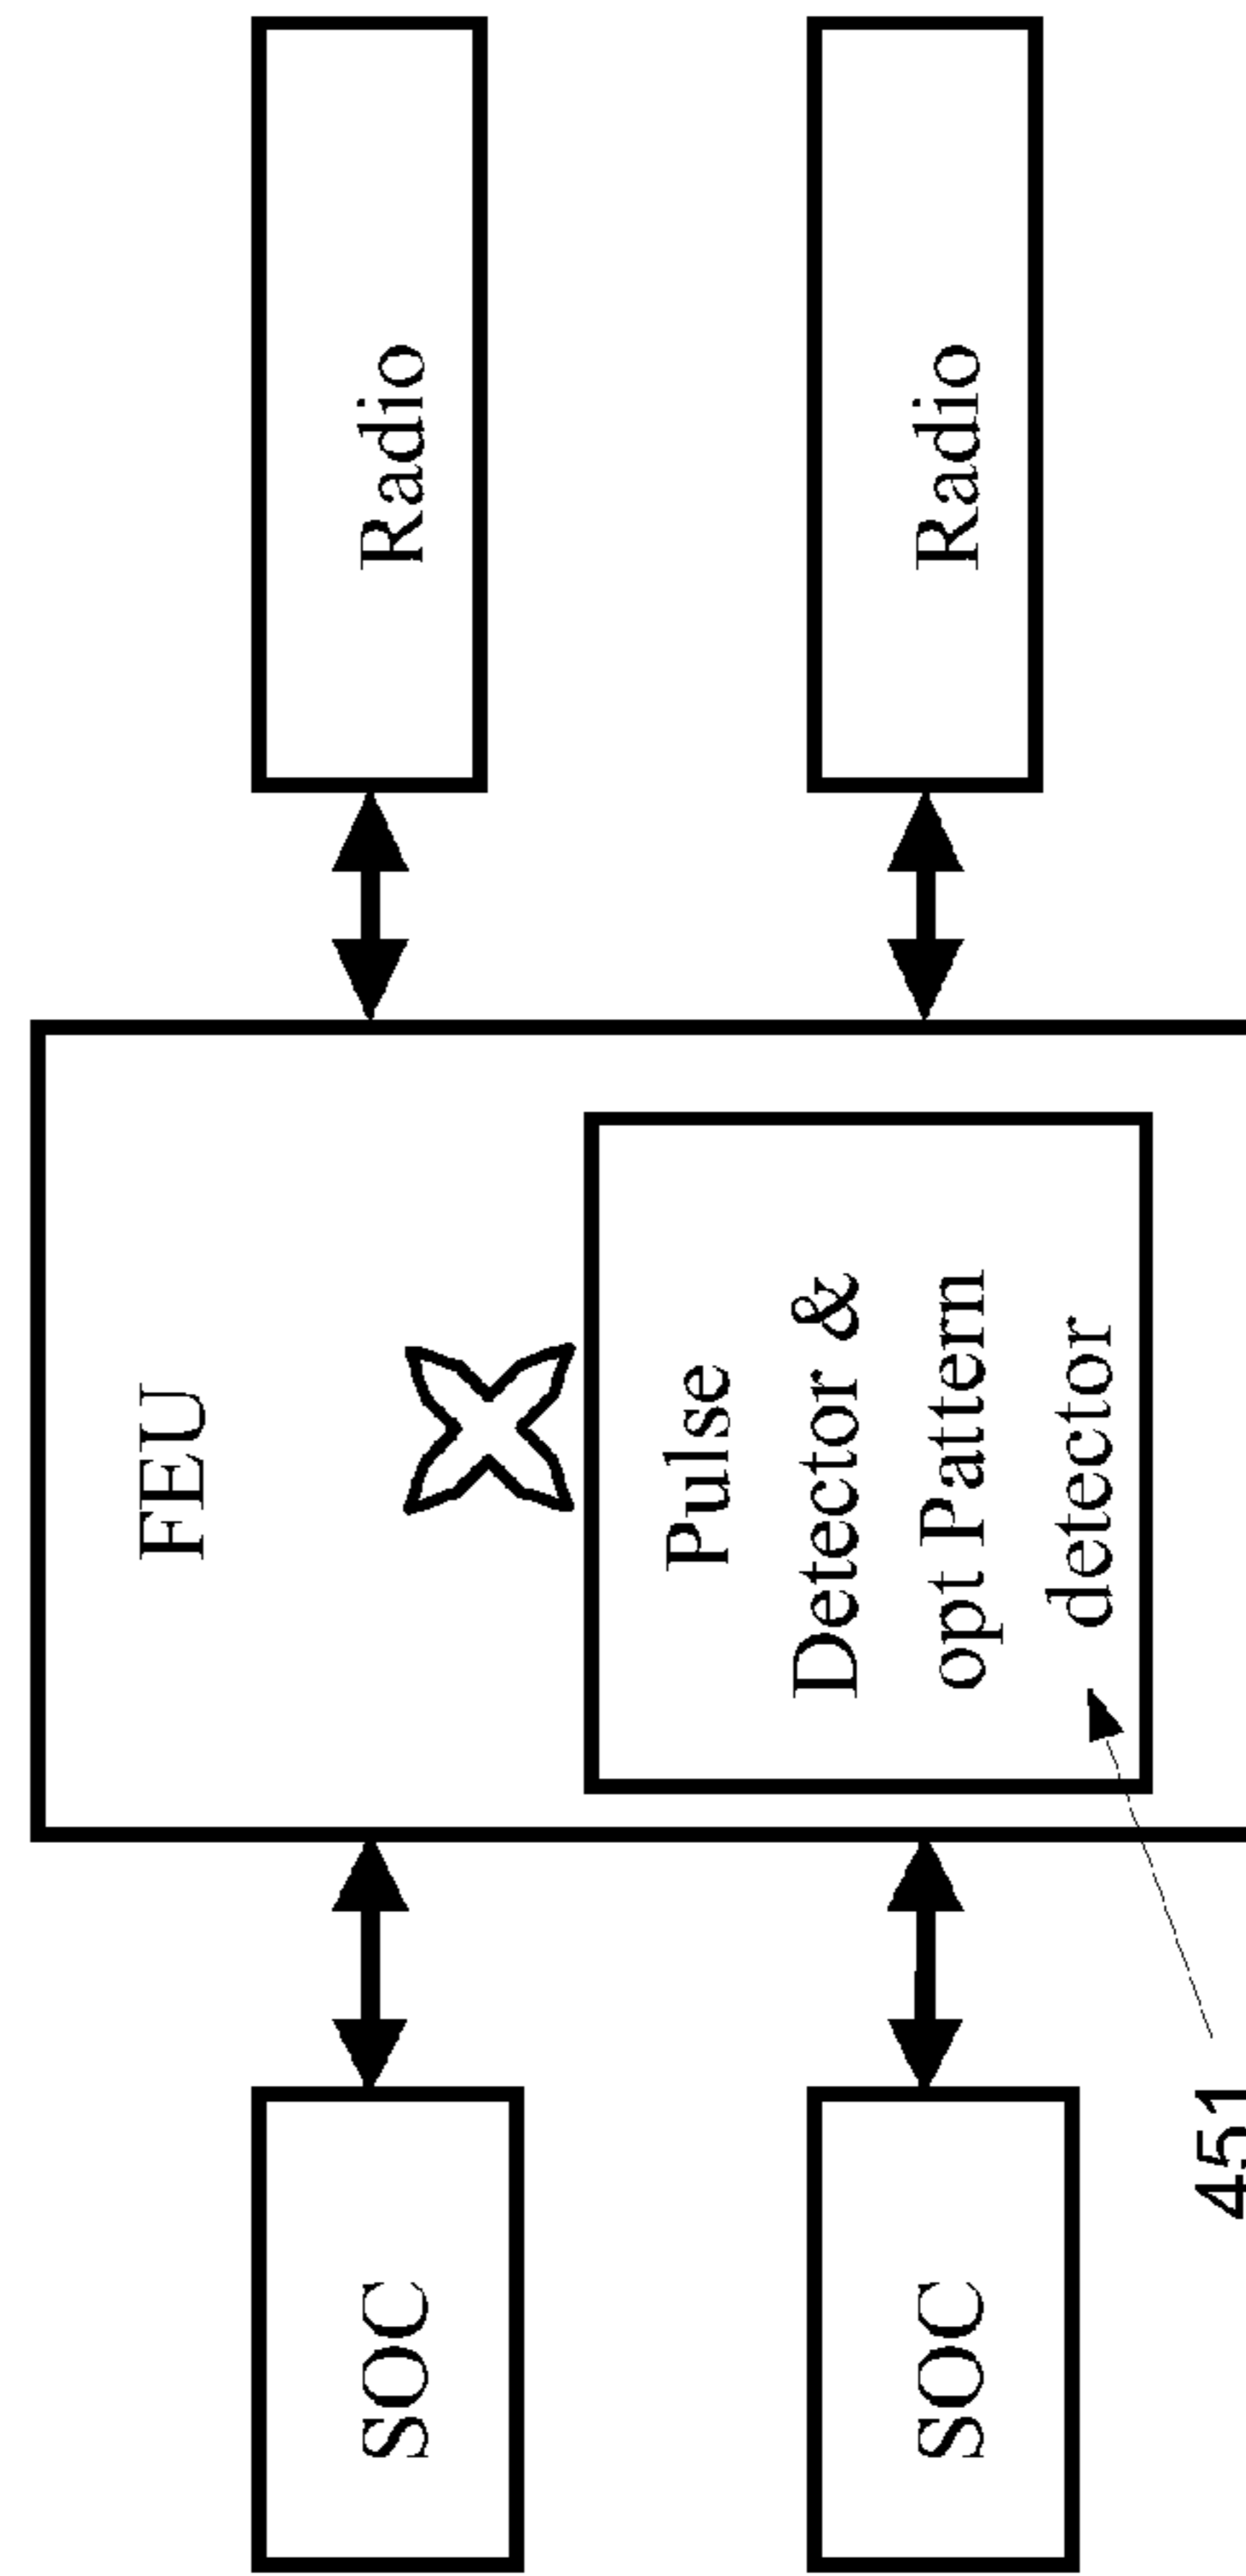 FEU
Radio
SOC
Pulse
Detector &
opt Pattern
detector
Radio
SOC
451